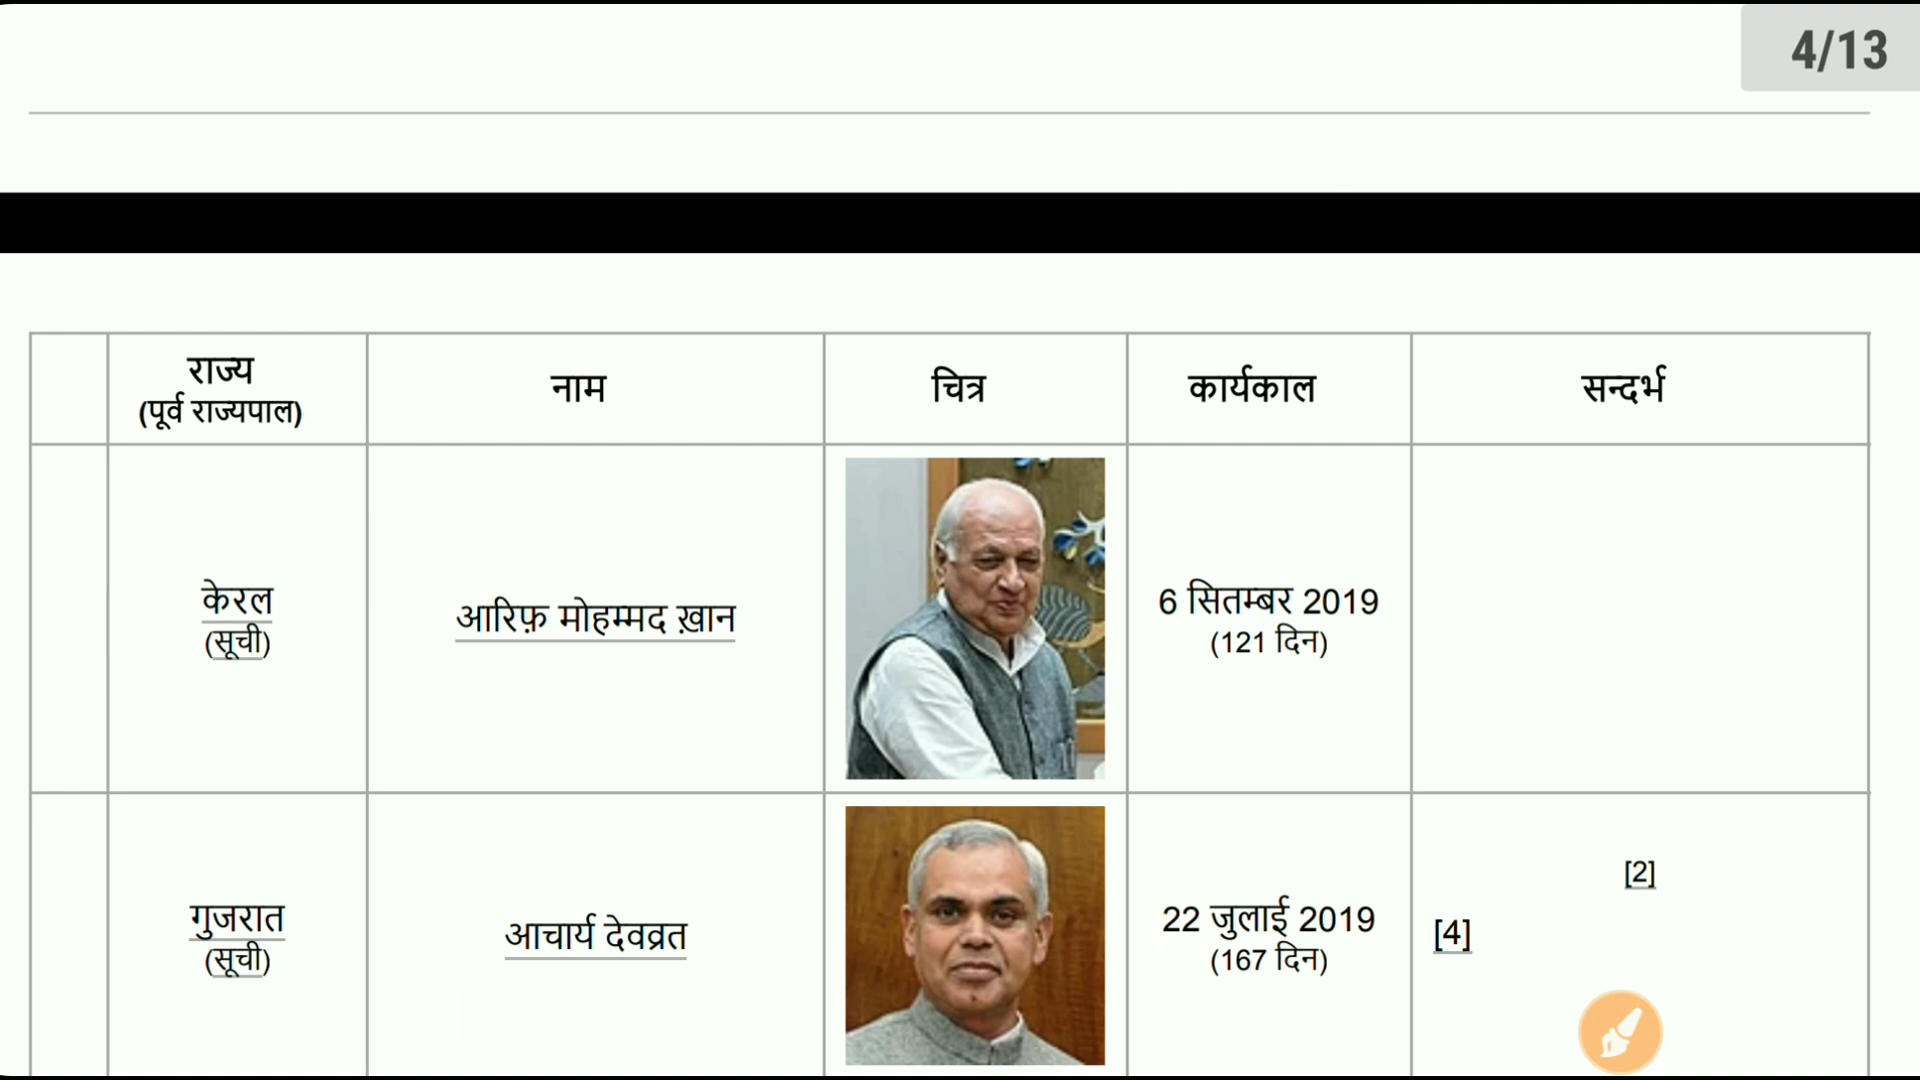 4/13
राज्य
(पूर्व राज्यपाल)
नाम
चित्र
कार्यकाल
सन्दर्भ
केरल
(सूची)
आरिफ़ मोहम्मद ख़ान
6 सितम्बर 2019
(121 दिन)
गुजरात
(सूची)
आचार्य देवव्रत
22 जुलाई 2019
(167 दिन)
[2]
[4]